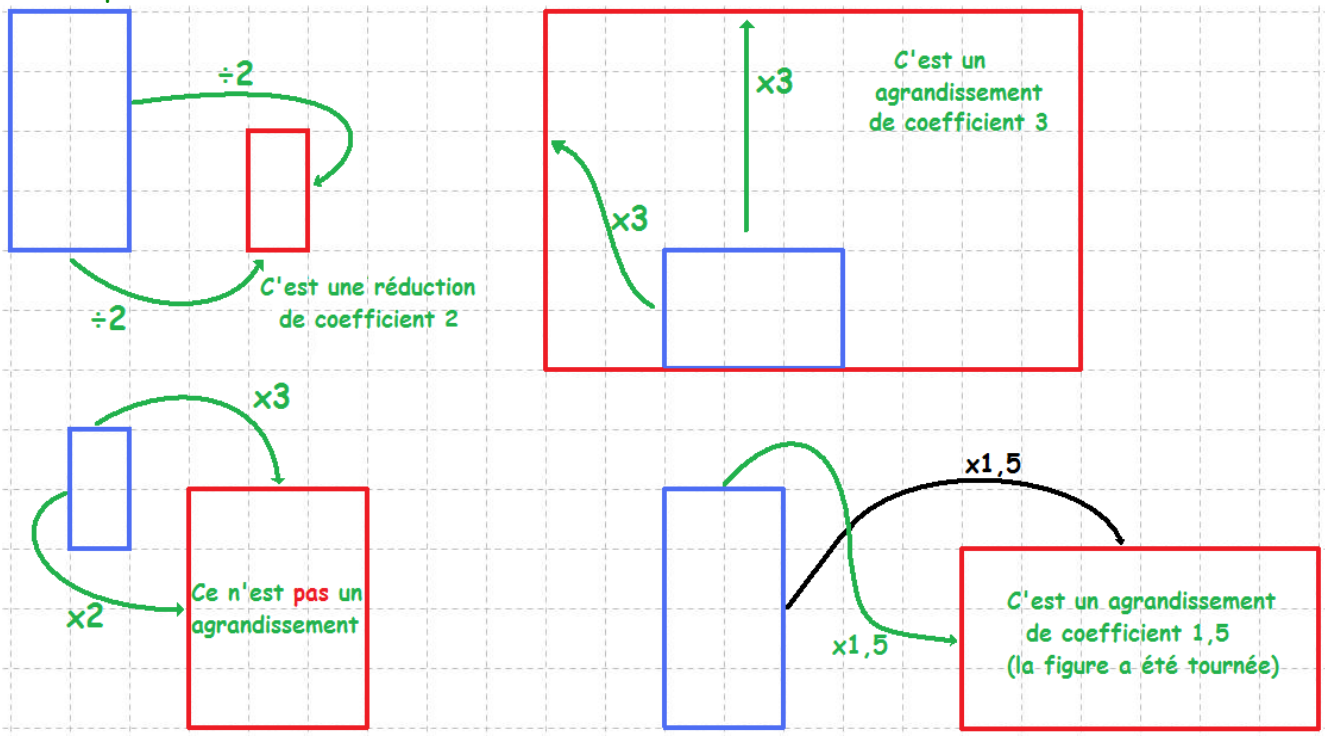 ÷2
÷2
C'est une réduction
de coefficient 2
x3
x3
C'est un
agrandissement
de coefficient 3
x3
x2
Ce n'est pas un
agrandissement
x1,5
x1,5
C'est un agrandissement
de coefficient 1,5
(la figure a été tournée)